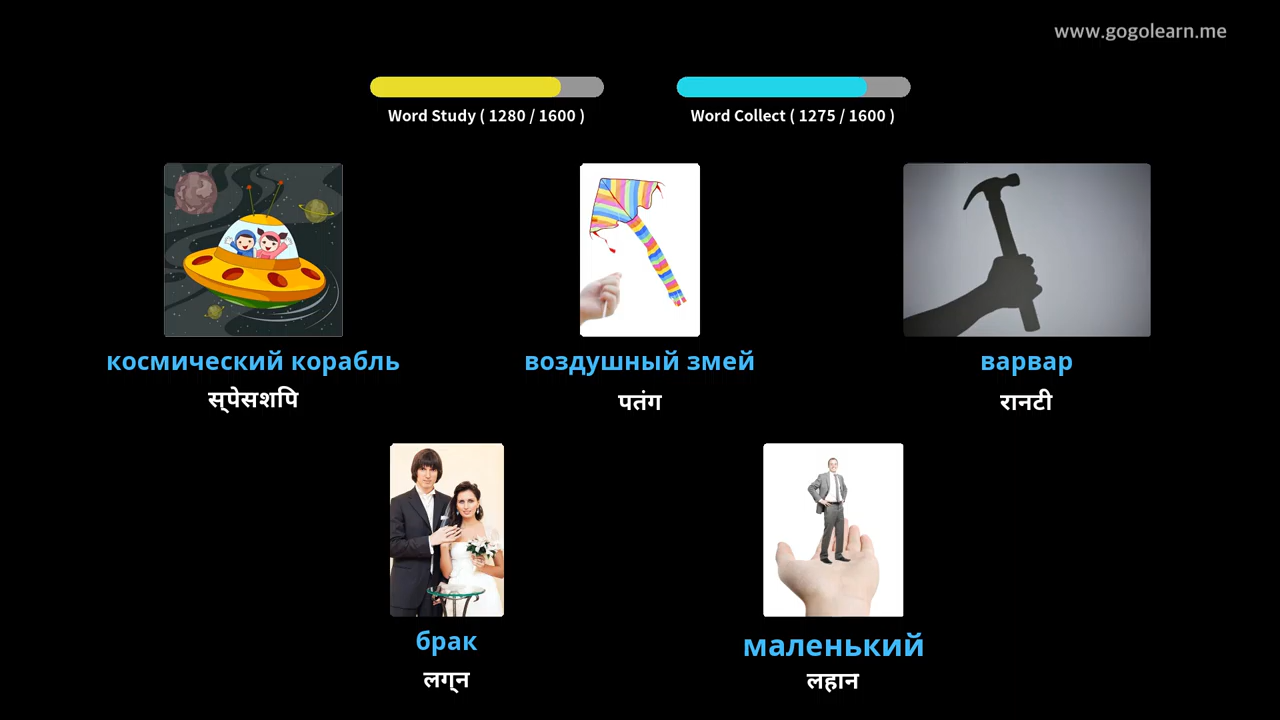 www.gogolearn.me
Word Study ( 1280 / 1600 )
Word Collect ( 1275 / 1600 )
космический корабль
воздушный змей
варвар
स्पेसशिप
पतंग
रानटी
брак
маленький
लग्न
लहान